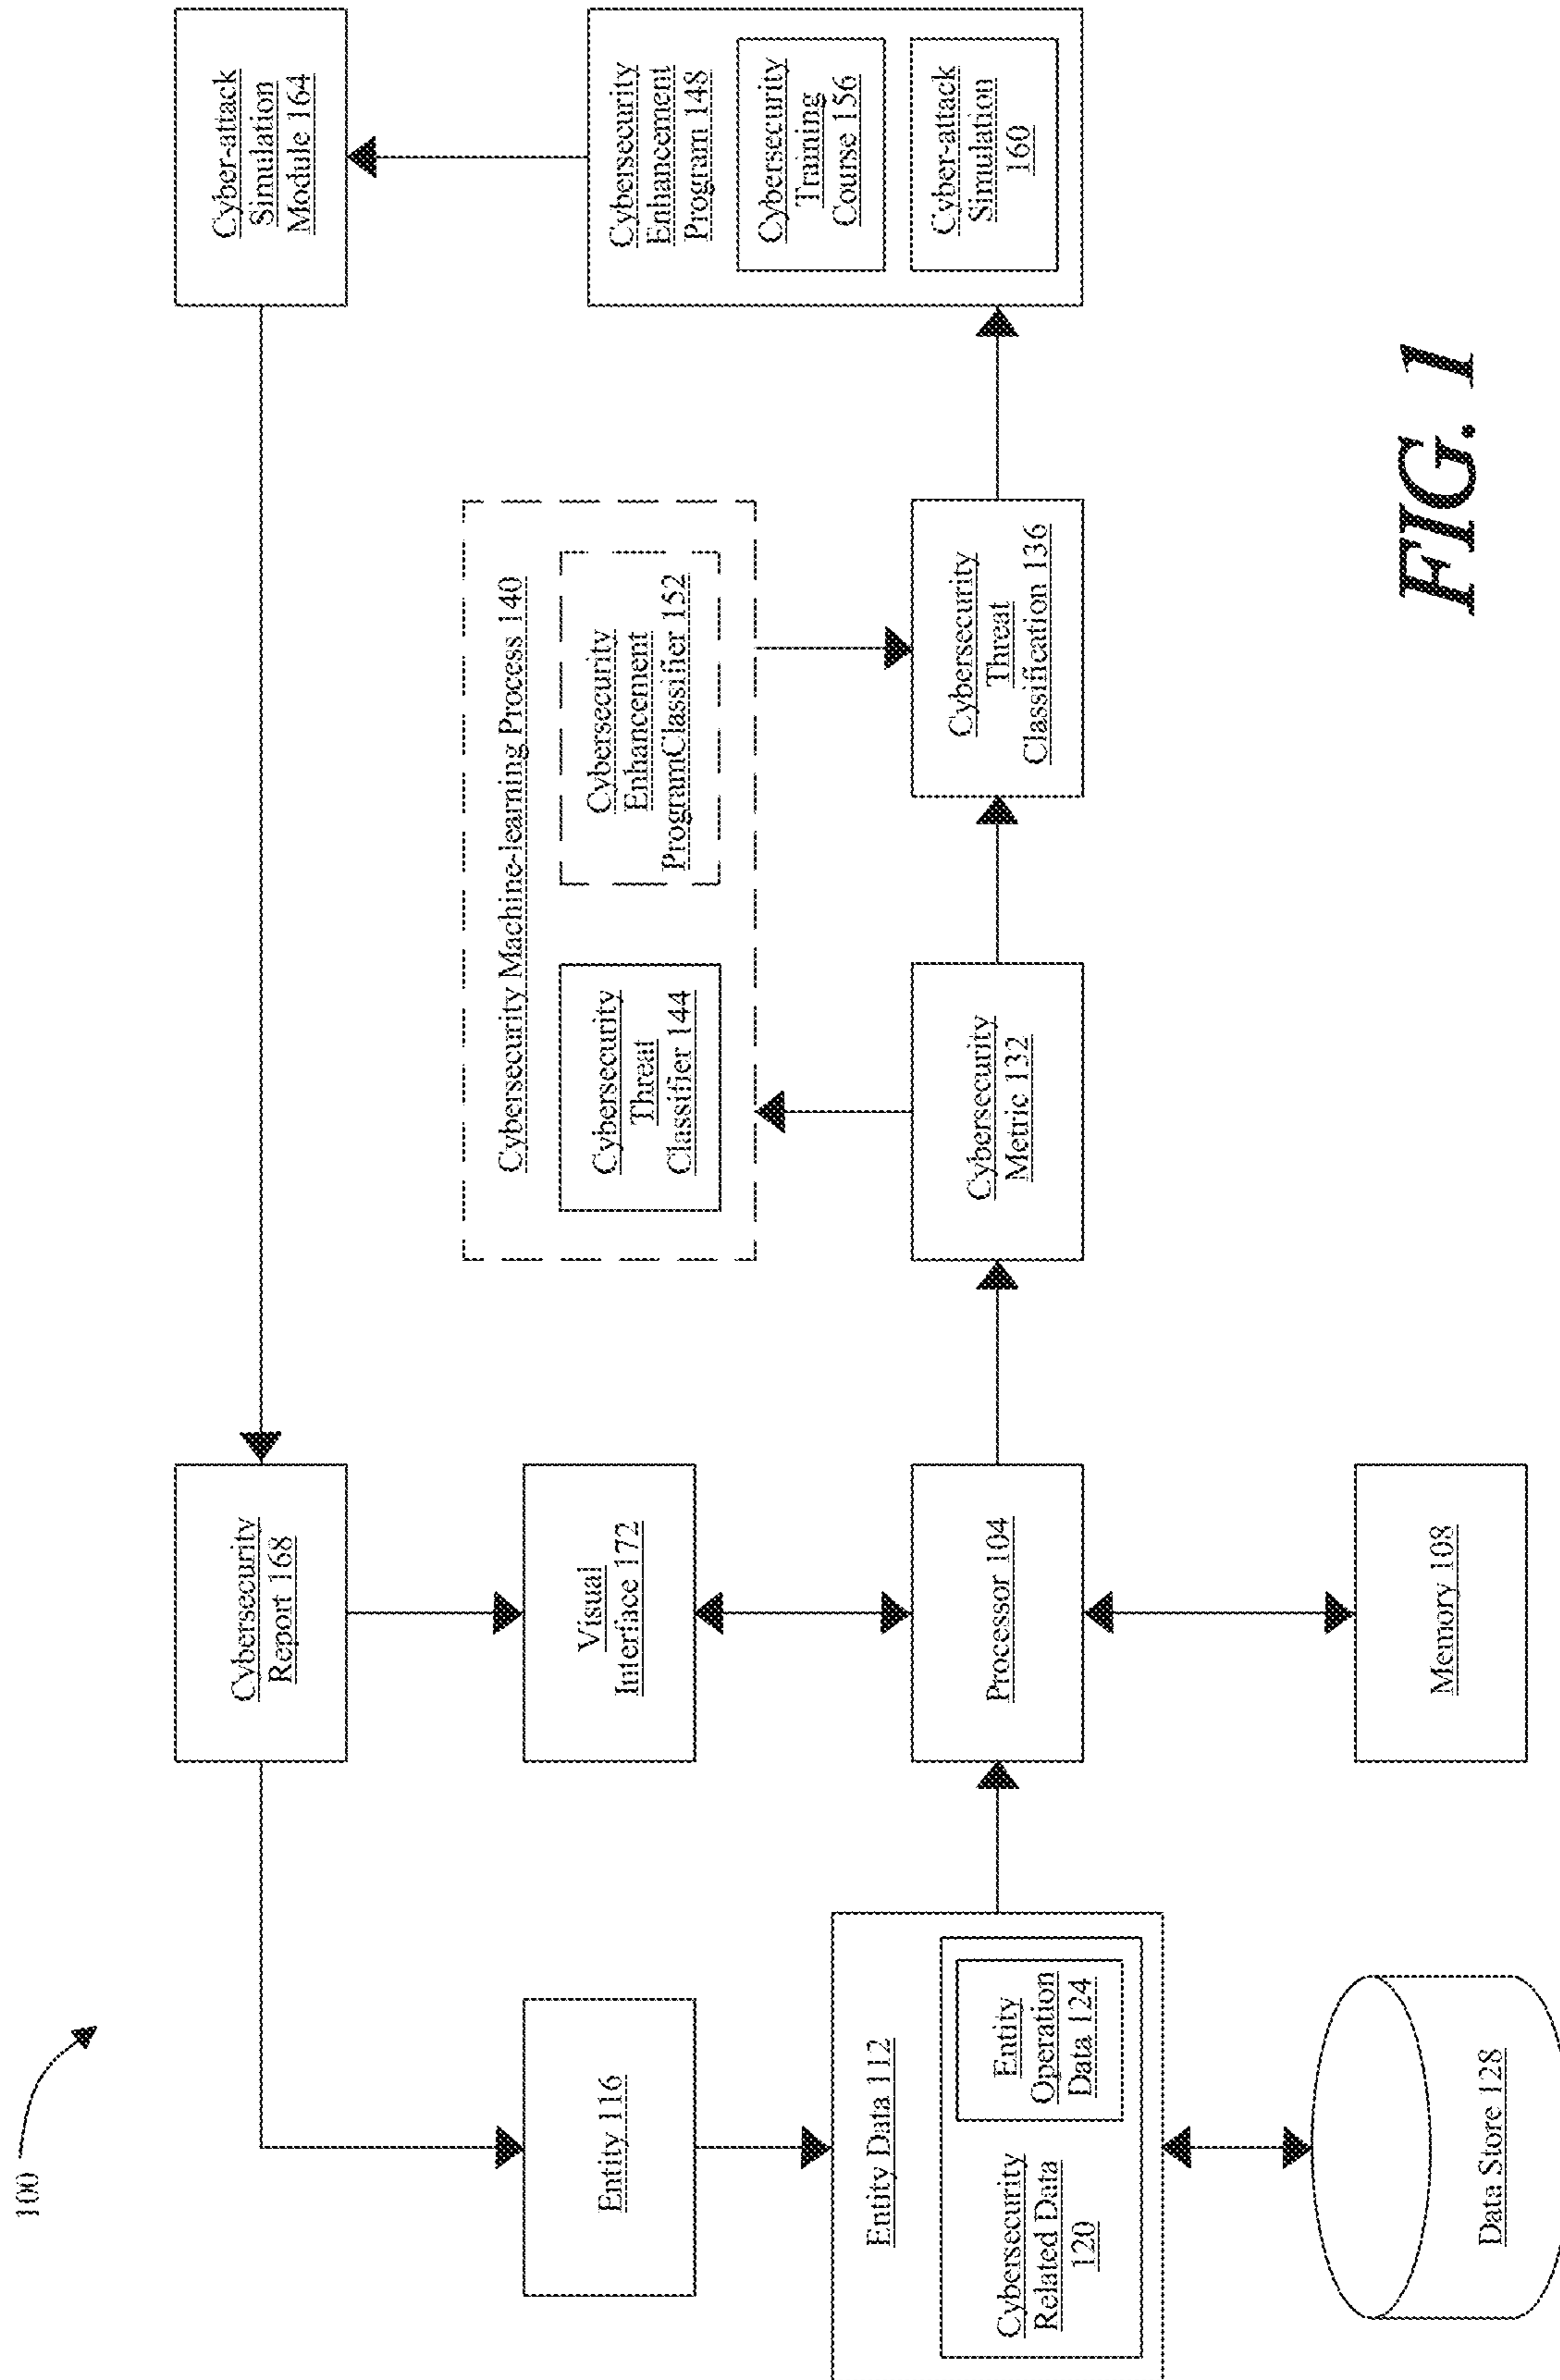 100
Cybersecurity
Report 168
Cyber-attack
Simulation
Module 164
Entity 116
Visual
Interface 172
Cybersecurity Machine-learning Process 140
Cybersecurity
Threat
Classifier 144
Cybersecurity
Enhancement
ProgramClassifier 152
Cybersecurity
Enhancement
Program 148
Cybersecurity
Training
Course 156
Cyber-attack
Simulation
160
Entity Data 112
Cybersecurity
Related Data
120
Entity
Operation
Data 124
Processor 104
Cybersecurity
Metric 132
Cybersecurity
Threat
Classification 136
Data Store 128
Memory 108
FIG. 1